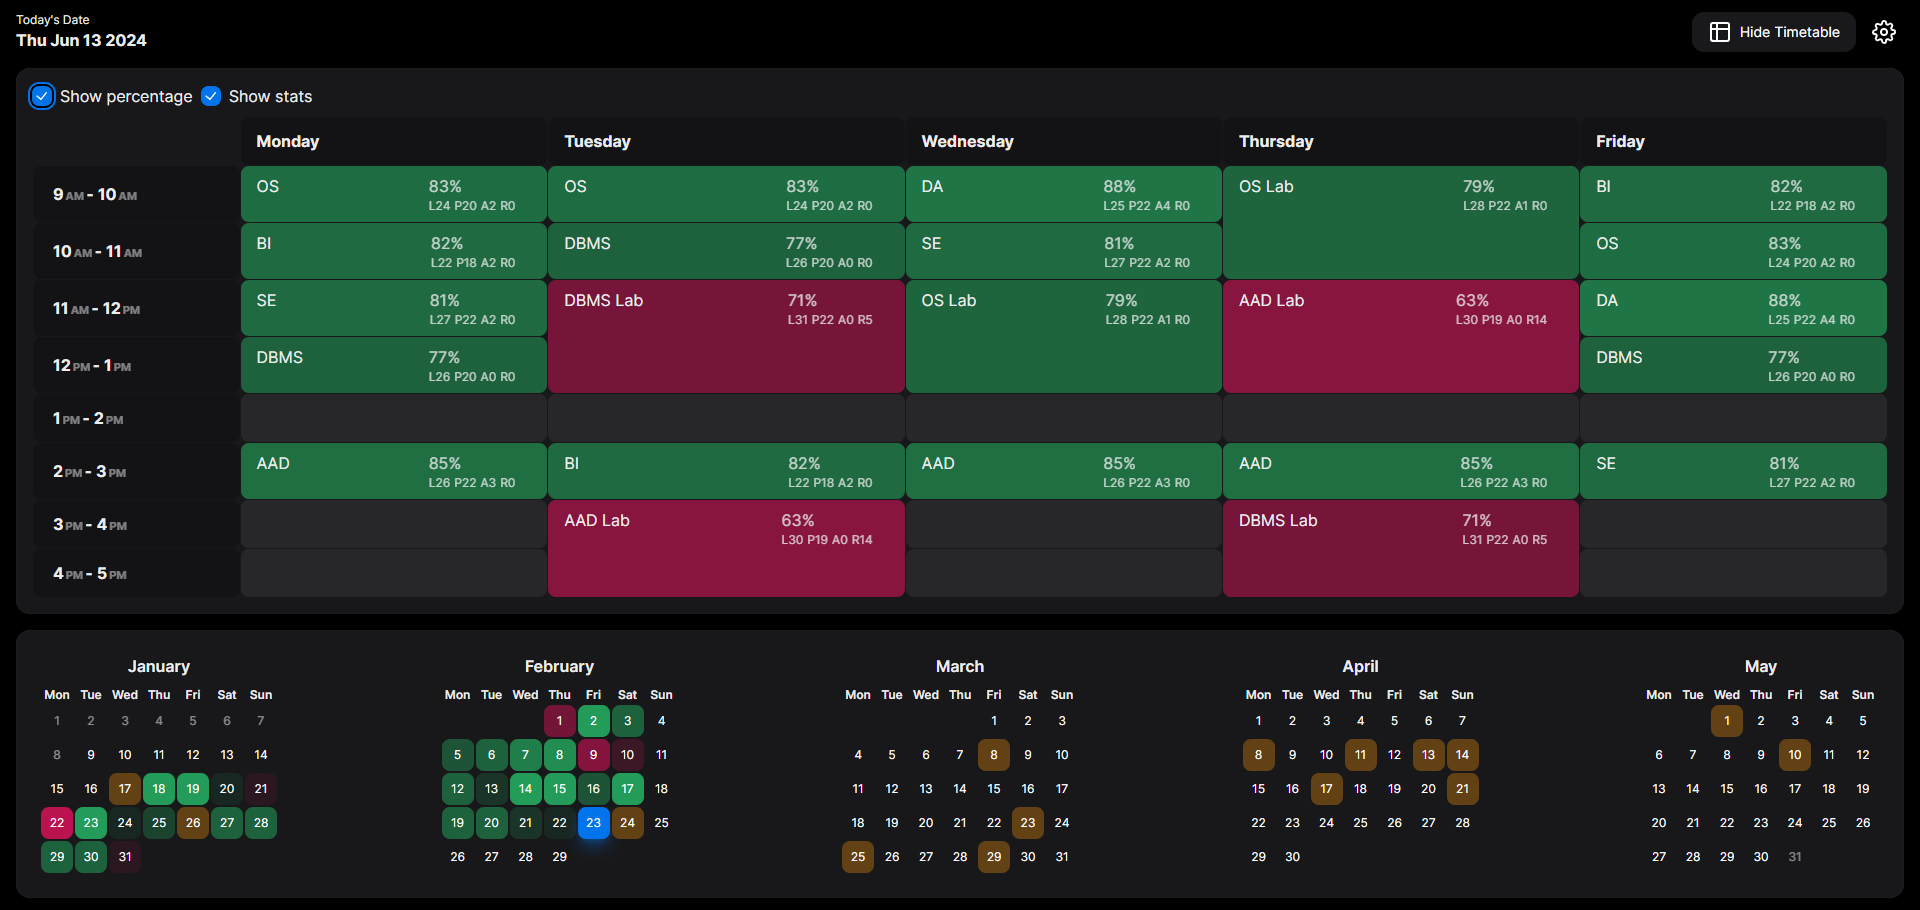 Today's Date
Thu Jun 13 2024
Hide Timetable
Show percentage Show stats
Monday Tuesday Wednesday Thursday Friday
9 AM - 10 AM
OS 83%
L24 P20 A2 R0
OS 83%
L24 P20 A2 R0
DA 88%
L25 P22 A4 R0
OS Lab 79%
L28 P22 A1 R0
BI 82%
L22 P18 A2 R0
10 AM - 11 AM
BI 82%
L22 P18 A2 R0
DBMS 77%
L26 P20 A0 R0
SE 81%
L27 P22 A2 R0
OS 83%
L24 P20 A2 R0
11 AM - 12 PM
SE 81%
L27 P22 A2 R0
DBMS Lab 71%
L31 P22 A0 R5
OS Lab 79%
L28 P22 A1 R0
AAD Lab 63%
L30 P19 A0 R14
DA 88%
L25 P22 A4 R0
12 PM - 1 PM
DBMS 77%
L26 P20 A0 R0
DBMS 77%
L26 P20 A0 R0
1 PM - 2 PM
2 PM - 3 PM
AAD 85%
L26 P22 A3 R0
BI 82%
L22 P18 A2 R0
AAD 85%
L26 P22 A3 R0
AAD 85%
L26 P22 A3 R0
SE 81%
L27 P22 A2 R0
3 PM - 4 PM
AAD Lab 63%
L30 P19 A0 R14
DBMS Lab 71%
L31 P22 A0 R5
4 PM - 5 PM
January
Mon Tue Wed Thu Fri Sat Sun
1 2 3 4 5 6 7
8 9 10 11 12 13 14
15 16 17 18 19 20 21
22 23 24 25 26 27 28
29 30 31
February
Mon Tue Wed Thu Fri Sat Sun
1 2 3 4
5 6 7 8 9 10 11
12 13 14 15 16 17 18
19 20 21 22 23 24 25
26 27 28 29
March
Mon Tue Wed Thu Fri Sat Sun
1 2 3
4 5 6 7 8 9 10
11 12 13 14 15 16 17
18 19 20 21 22 23 24
25 26 27 28 29 30 31
April
Mon Tue Wed Thu Fri Sat Sun
1 2 3 4 5 6 7
8 9 10 11 12 13 14
15 16 17 18 19 20 21
22 23 24 25 26 27 28
29 30
May
Mon Tue Wed Thu Fri Sat Sun
1 2 3 4 5
6 7 8 9 10 11 12
13 14 15 16 17 18 19
20 21 22 23 24 25 26
27 28 29 30 31